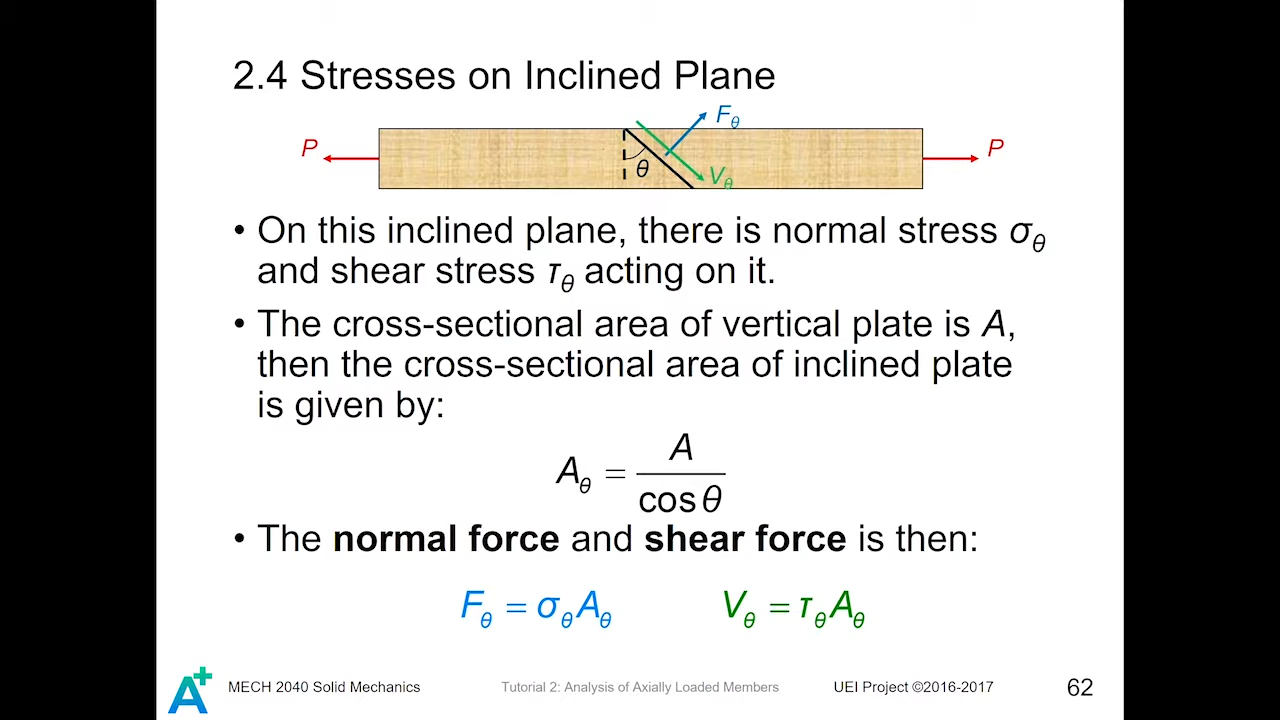 2.4 Stresses on Inclined Plane
F_θ
P
P
θ
V_θ
• On this inclined plane, there is normal stress σ_θ
and shear stress τ_θ acting on it.
• The cross-sectional area of vertical plate is A,
then the cross-sectional area of inclined plate
is given by:
A_θ = A / cos θ
• The normal force and shear force is then:
F_θ = σ_θ A_θ V_θ = τ_θ A_θ
A+ MECH 2040 Solid Mechanics Tutorial 2: Analysis of Axially Loaded Members UEI Project ©2016-2017 62